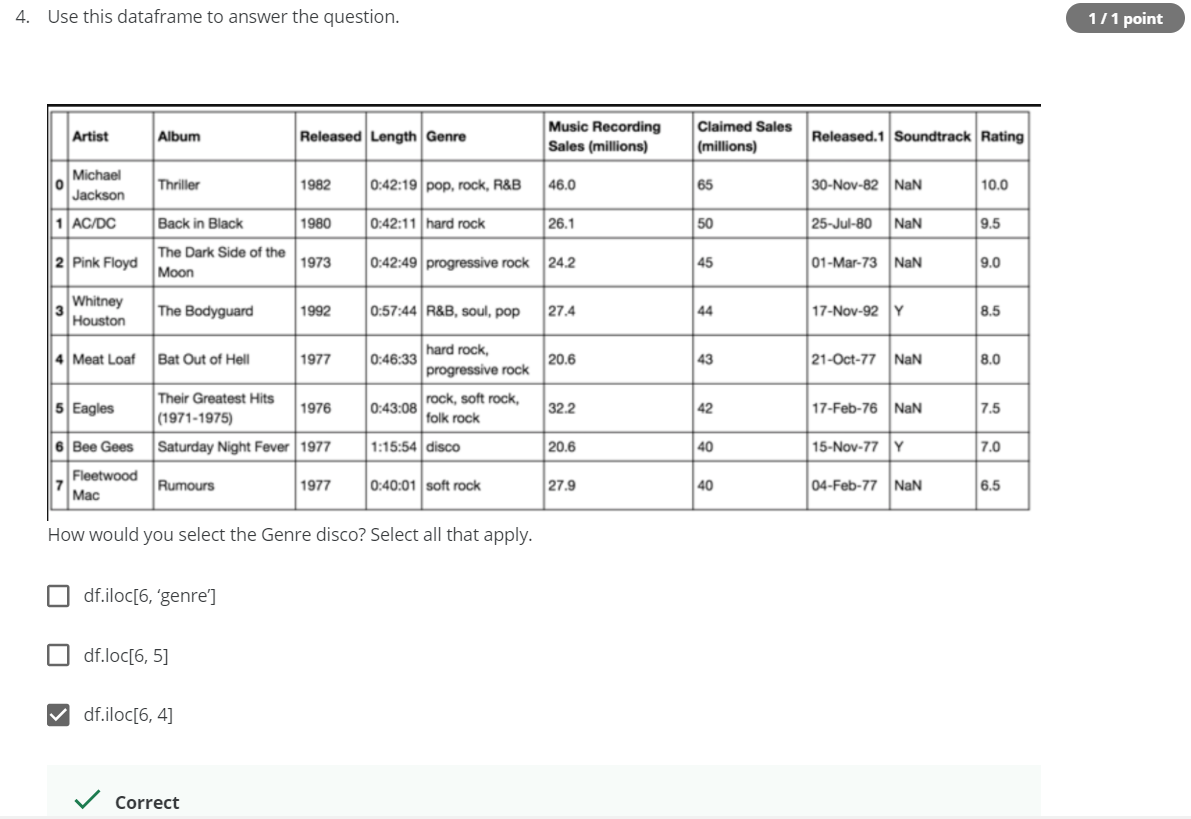 4. Use this dataframe to answer the question.
1 / 1 point
Artist Album Released Length Genre Music Recording Sales (millions) Claimed Sales (millions) Released.1 Soundtrack Rating
0 Michael Jackson Thriller 1982 0:42:19 pop, rock, R&B 46.0 65 30-Nov-82 NaN 10.0
1 AC/DC Back in Black 1980 0:42:11 hard rock 26.1 50 25-Jul-80 NaN 9.5
2 Pink Floyd The Dark Side of the Moon 1973 0:42:49 progressive rock 24.2 45 01-Mar-73 NaN 9.0
3 Whitney Houston The Bodyguard 1992 0:57:44 R&B, soul, pop 27.4 44 17-Nov-92 Y 8.5
4 Meat Loaf Bat Out of Hell 1977 0:46:33 hard rock, progressive rock 20.6 43 21-Oct-77 NaN 8.0
5 Eagles Their Greatest Hits (1971-1975) 1976 0:43:08 rock, soft rock, folk rock 32.2 42 17-Feb-76 NaN 7.5
6 Bee Gees Saturday Night Fever 1977 1:15:54 disco 20.6 40 15-Nov-77 Y 7.0
7 Fleetwood Mac Rumours 1977 0:40:01 soft rock 27.9 40 04-Feb-77 NaN 6.5
How would you select the Genre disco? Select all that apply.
df.iloc[6, ‘genre’]
df.loc[6, 5]
df.iloc[6, 4]
Correct